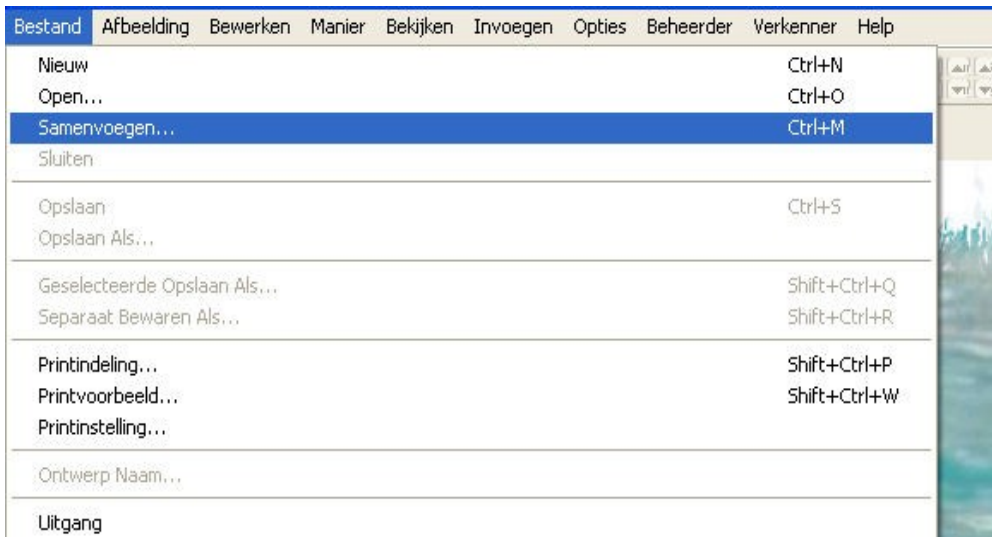 Bestand Afbeelding Bewerken Manier Bekijken Invoegen Opties Beheerder Verkenner Help
Nieuw Ctrl+N
Open... Ctrl+O
Samenvoegen... Ctrl+M
Sluiten
Opslaan Ctrl+S
Opslaan Als...
Geselecteerde Opslaan Als... Shift+Ctrl+Q
Separaat Bewaren Als... Shift+Ctrl+R
Printindeling... Shift+Ctrl+P
Printvoorbeeld... Shift+Ctrl+W
Printinstelling...
Ontwerp Naam...
Uitgang